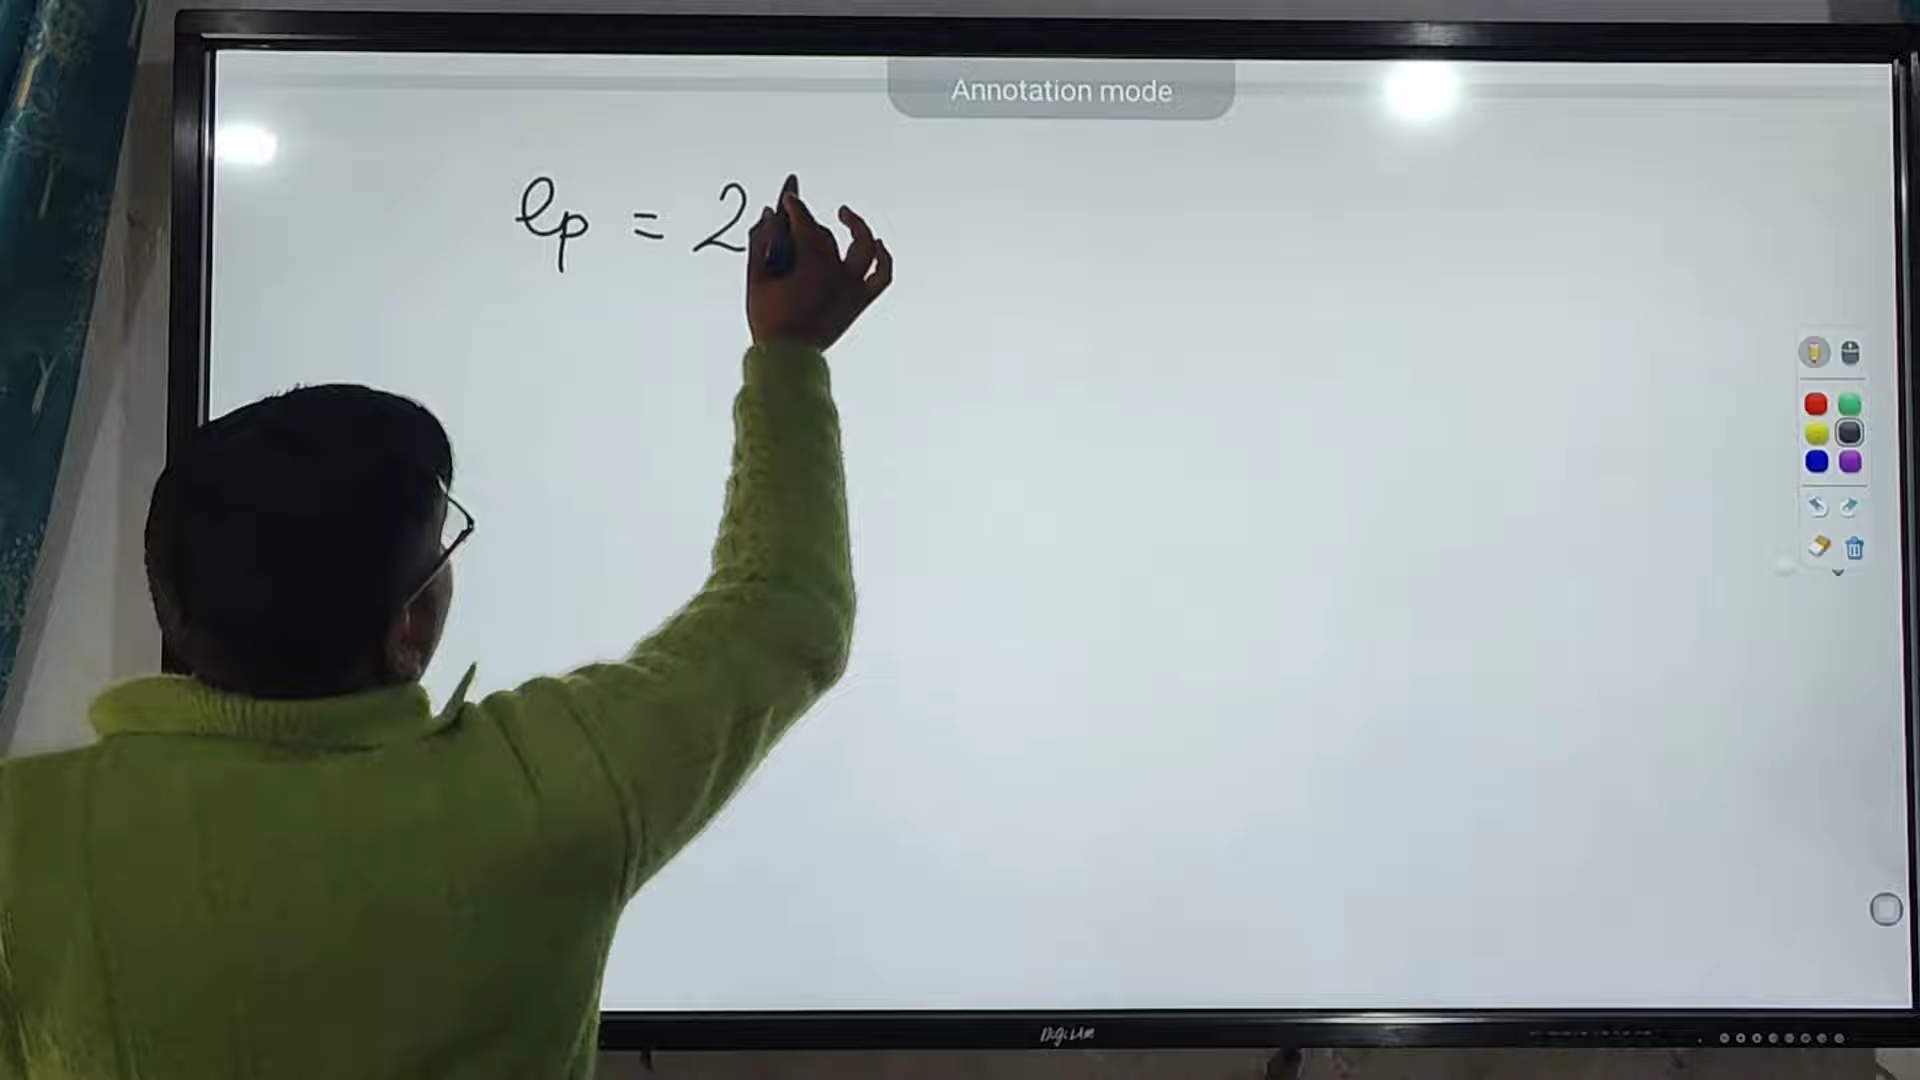 Annotation mode
ep = 2